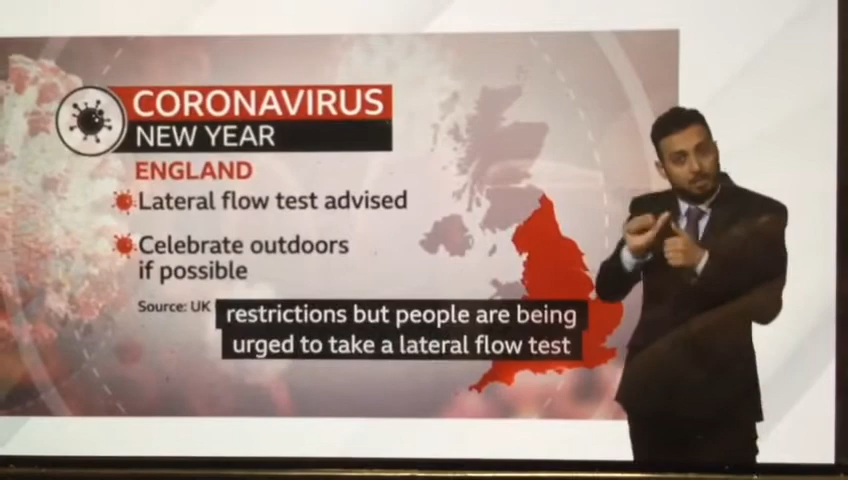 CORONAVIRUS
NEW YEAR
ENGLAND
Lateral flow test advised
Celebrate outdoors
if possible
Source: UK
restrictions but people are being
urged to take a lateral flow test